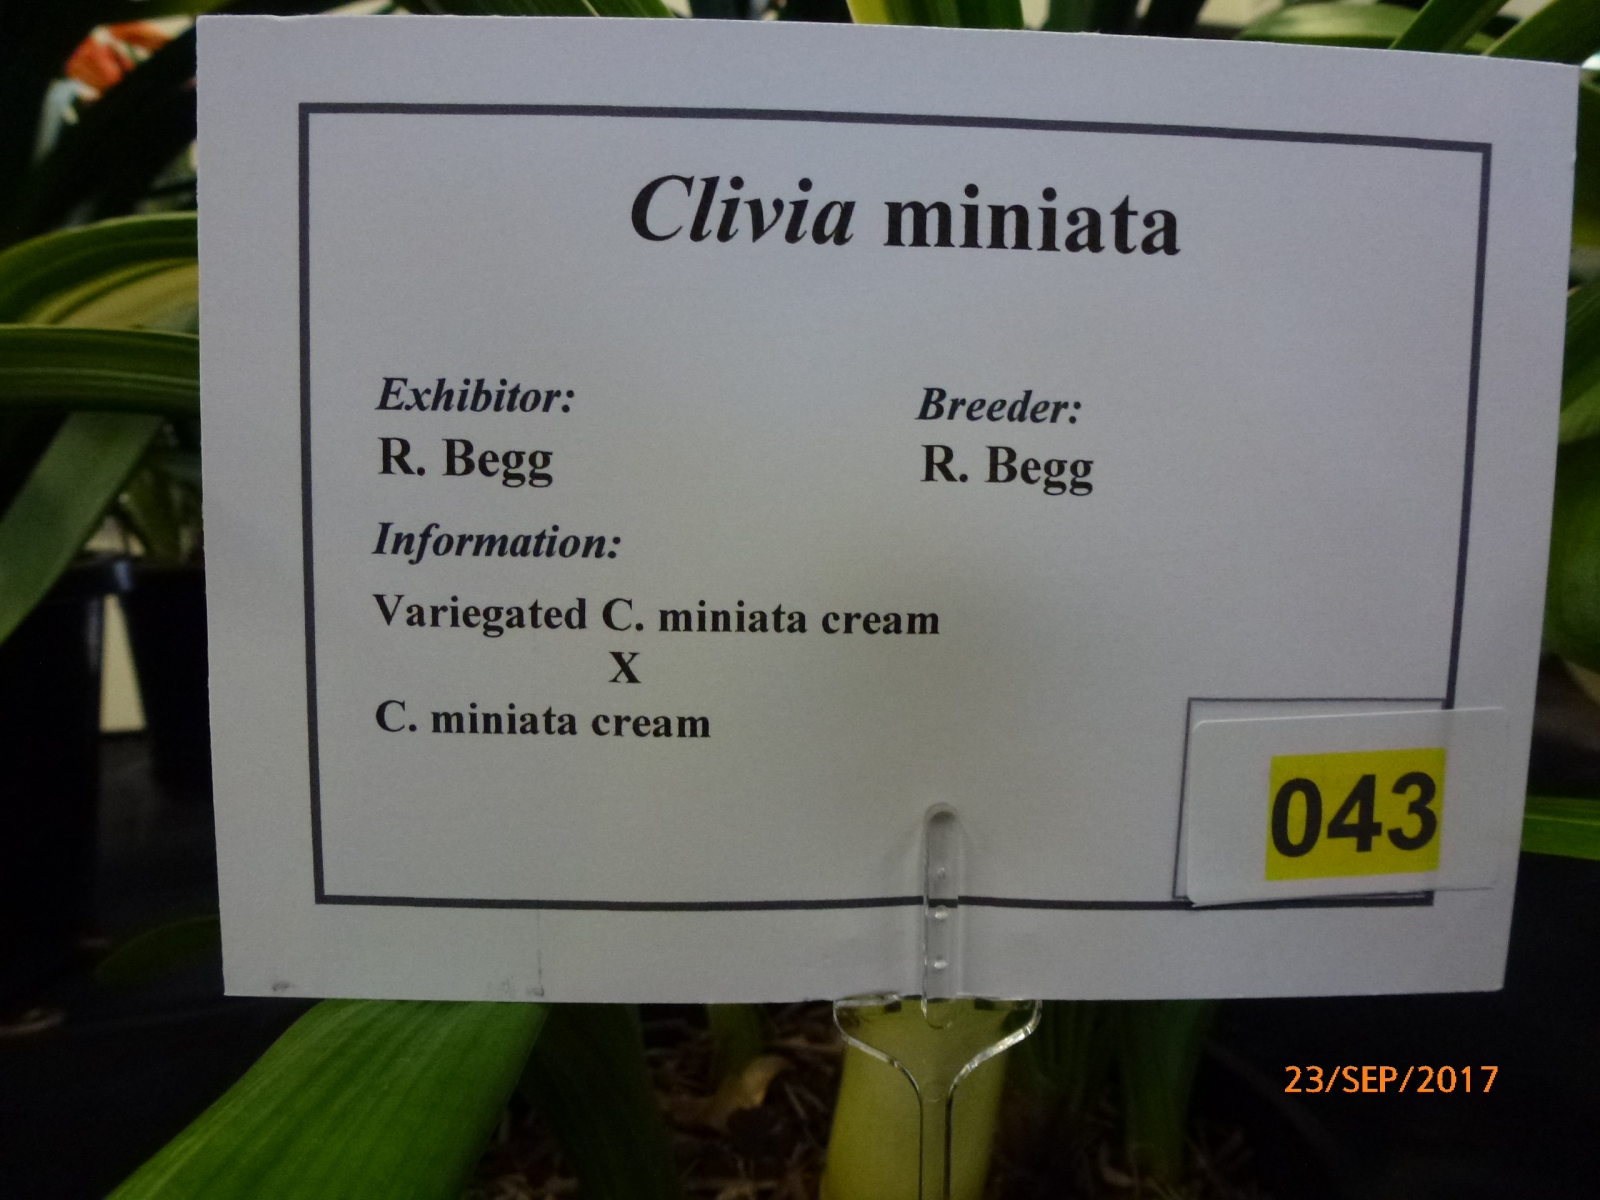 Clivia miniata
Exhibitor:
R. Begg
Breeder:
R. Begg
Information:
Variegated C. miniata cream
X
C. miniata cream
043
23/SEP/2017